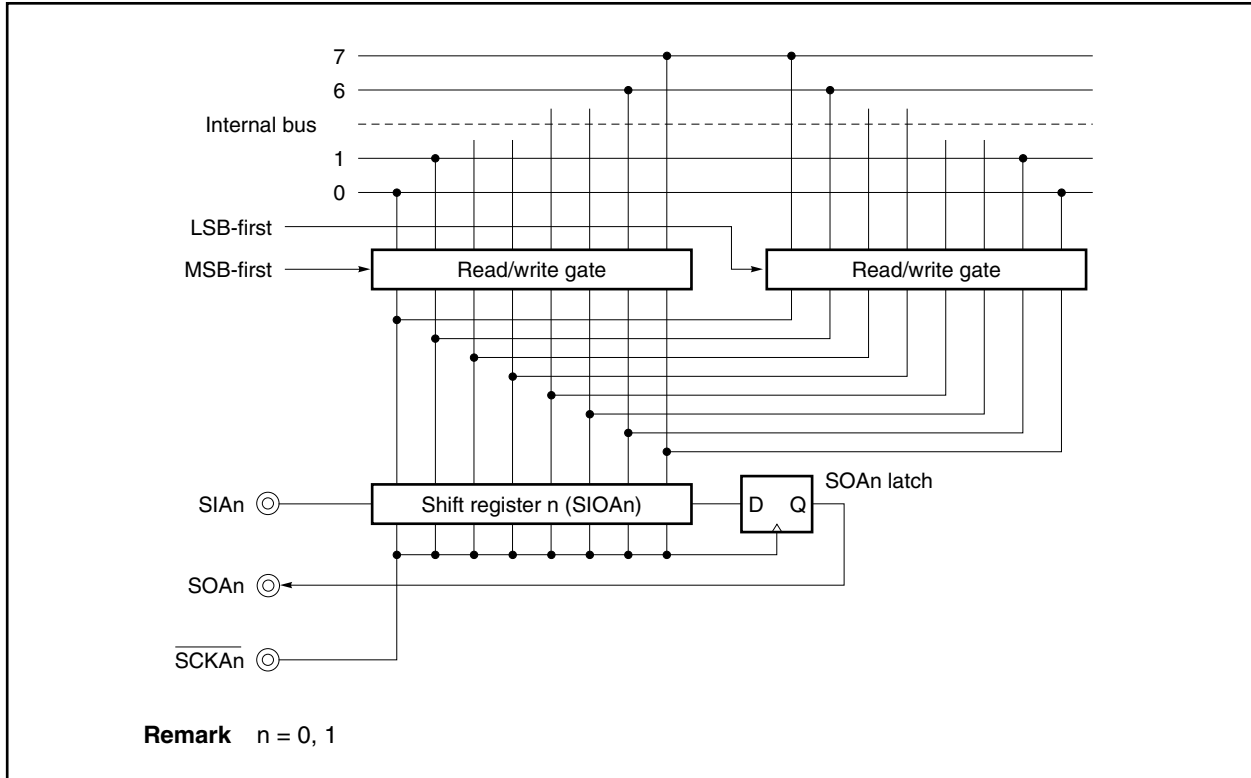 7
6
Internal bus
1
0
LSB-first
MSB-first
Read/write gate
Read/write gate
SOAn latch
SIAn
Shift register n (SIOAn)
D Q
SOAn
SCKAn
Remark n = 0, 1